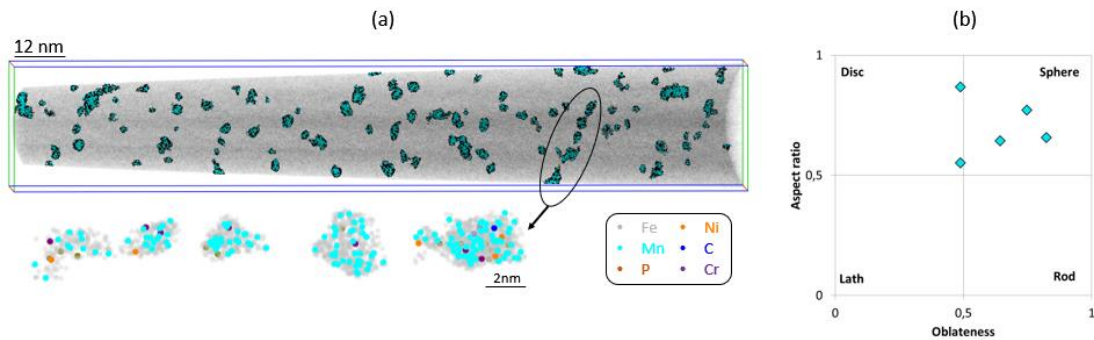 (a)
12 nm
Fe
Ni
Mn
C
P
Cr
2nm
(b)
1
Disc
Sphere
Aspect ratio
0,5
Lath
Rod
0
0
0,5
1
Oblateness